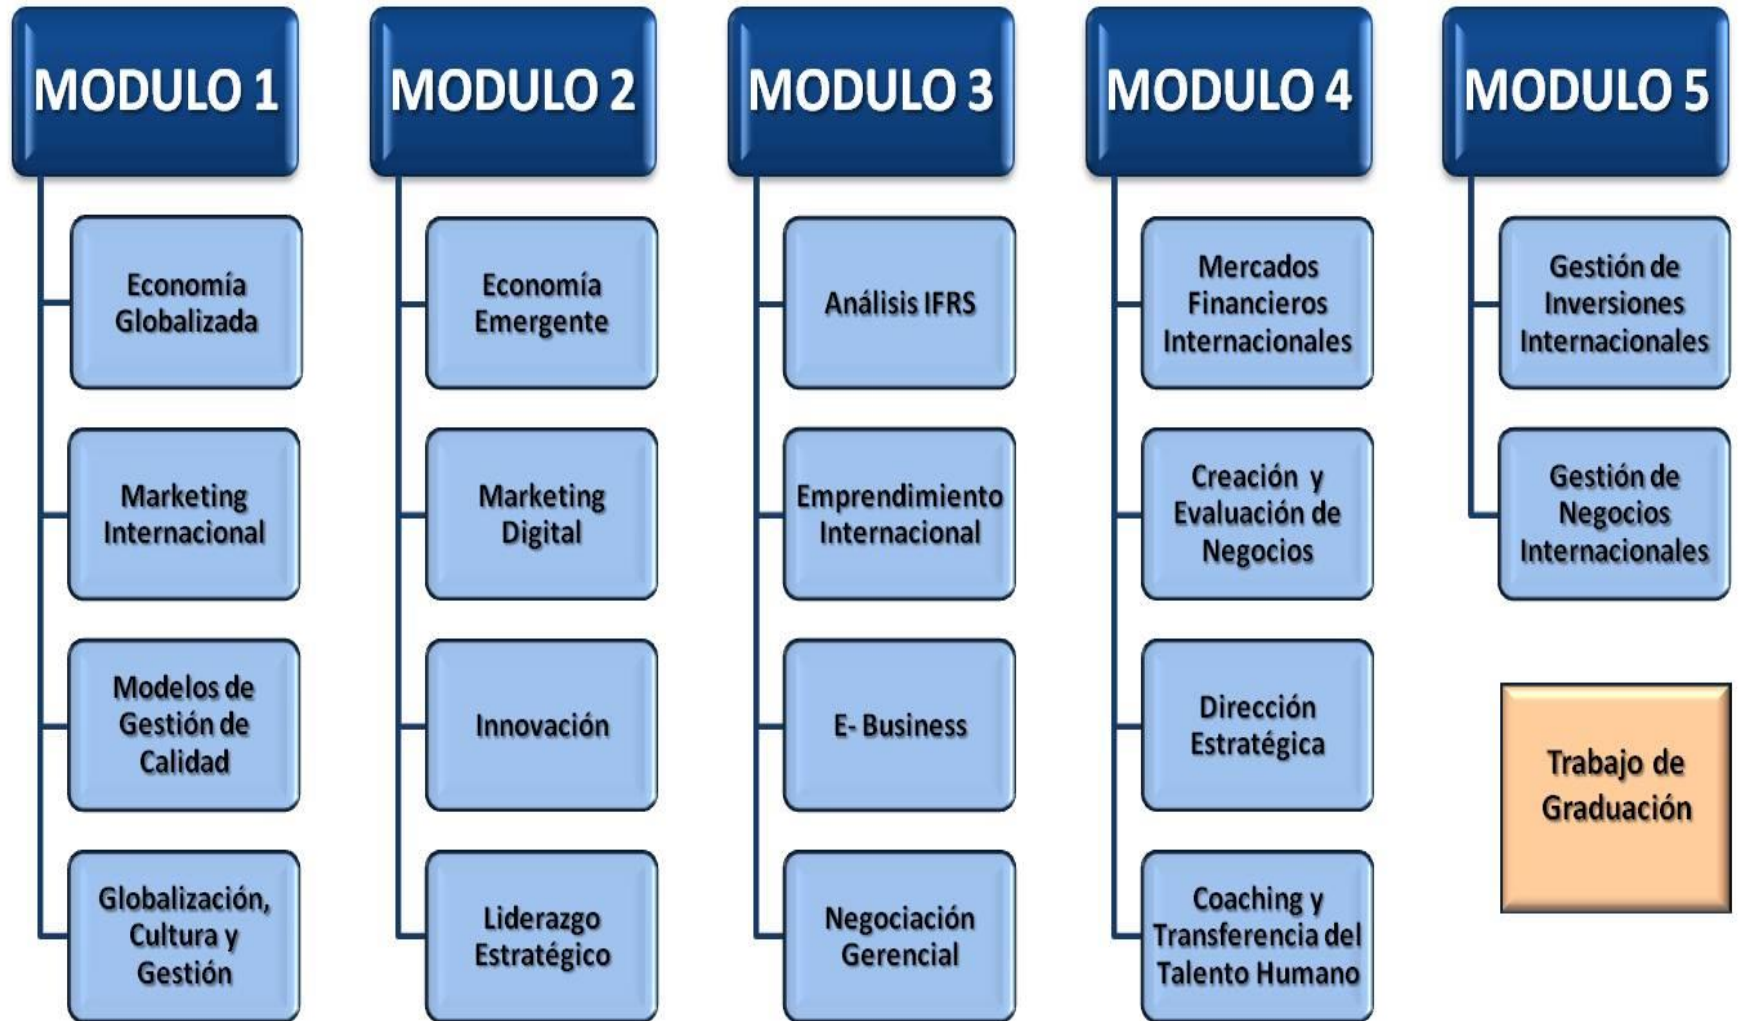 MODULO 1
Economía
Globalizada
Marketing
Internacional
Modelos de
Gestión de
Calidad
Globalización,
Cultura y
Gestión
MODULO 2
Economía
Emergente
Marketing
Digital
Innovación
Liderazgo
Estratégico
MODULO 3
Análisis IFRS
Emprendimiento
Internacional
E- Business
Negociación
Gerencial
MODULO 4
Mercados
Financieros
Internacionales
Creación y
Evaluación de
Negocios
Dirección
Estratégica
Coaching y
Transferencia del
Talento Humano
MODULO 5
Gestión de
Inversiones
Internacionales
Gestión de
Negocios
Internacionales
Trabajo de
Graduación